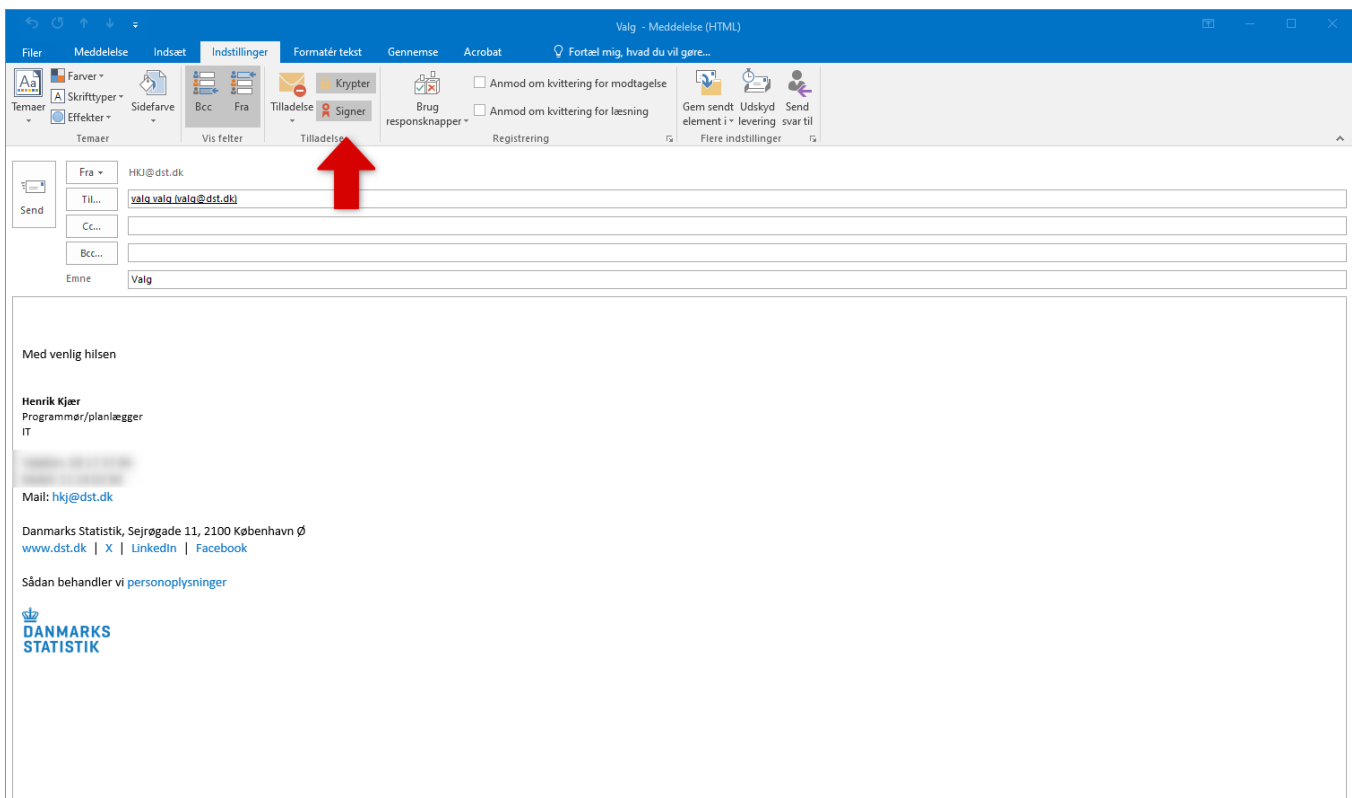 Valg - Meddelelse (HTML)
Filer Meddelelse Indsæt Indstillinger Formatér tekst Gennemse Acrobat Fortæl mig, hvad du vil gøre...
Aa Farver Krypter Anmod om kvittering for modtagelse
Temaer A Skrifttyper Sidefarve Bcc Fra Tilladelse Signer Brug responsknapper Anmod om kvittering for læsning Gem sendt element i Udskyd levering Send svar til
Effekter
Temaer Vis felter Tilladelse Registrering Flere indstillinger
Send
Fra HKJ@dst.dk
Til... valg valg (valg@dst.dk)
Cc...
Bcc...
Emne Valg
Med venlig hilsen
Henrik Kjær
Programmør/planlægger
IT
Mail: hkj@dst.dk
Danmarks Statistik, Sejrøgade 11, 2100 København Ø
www.dst.dk | X | LinkedIn | Facebook
Sådan behandler vi personoplysninger
DANMARKS
STATISTIK